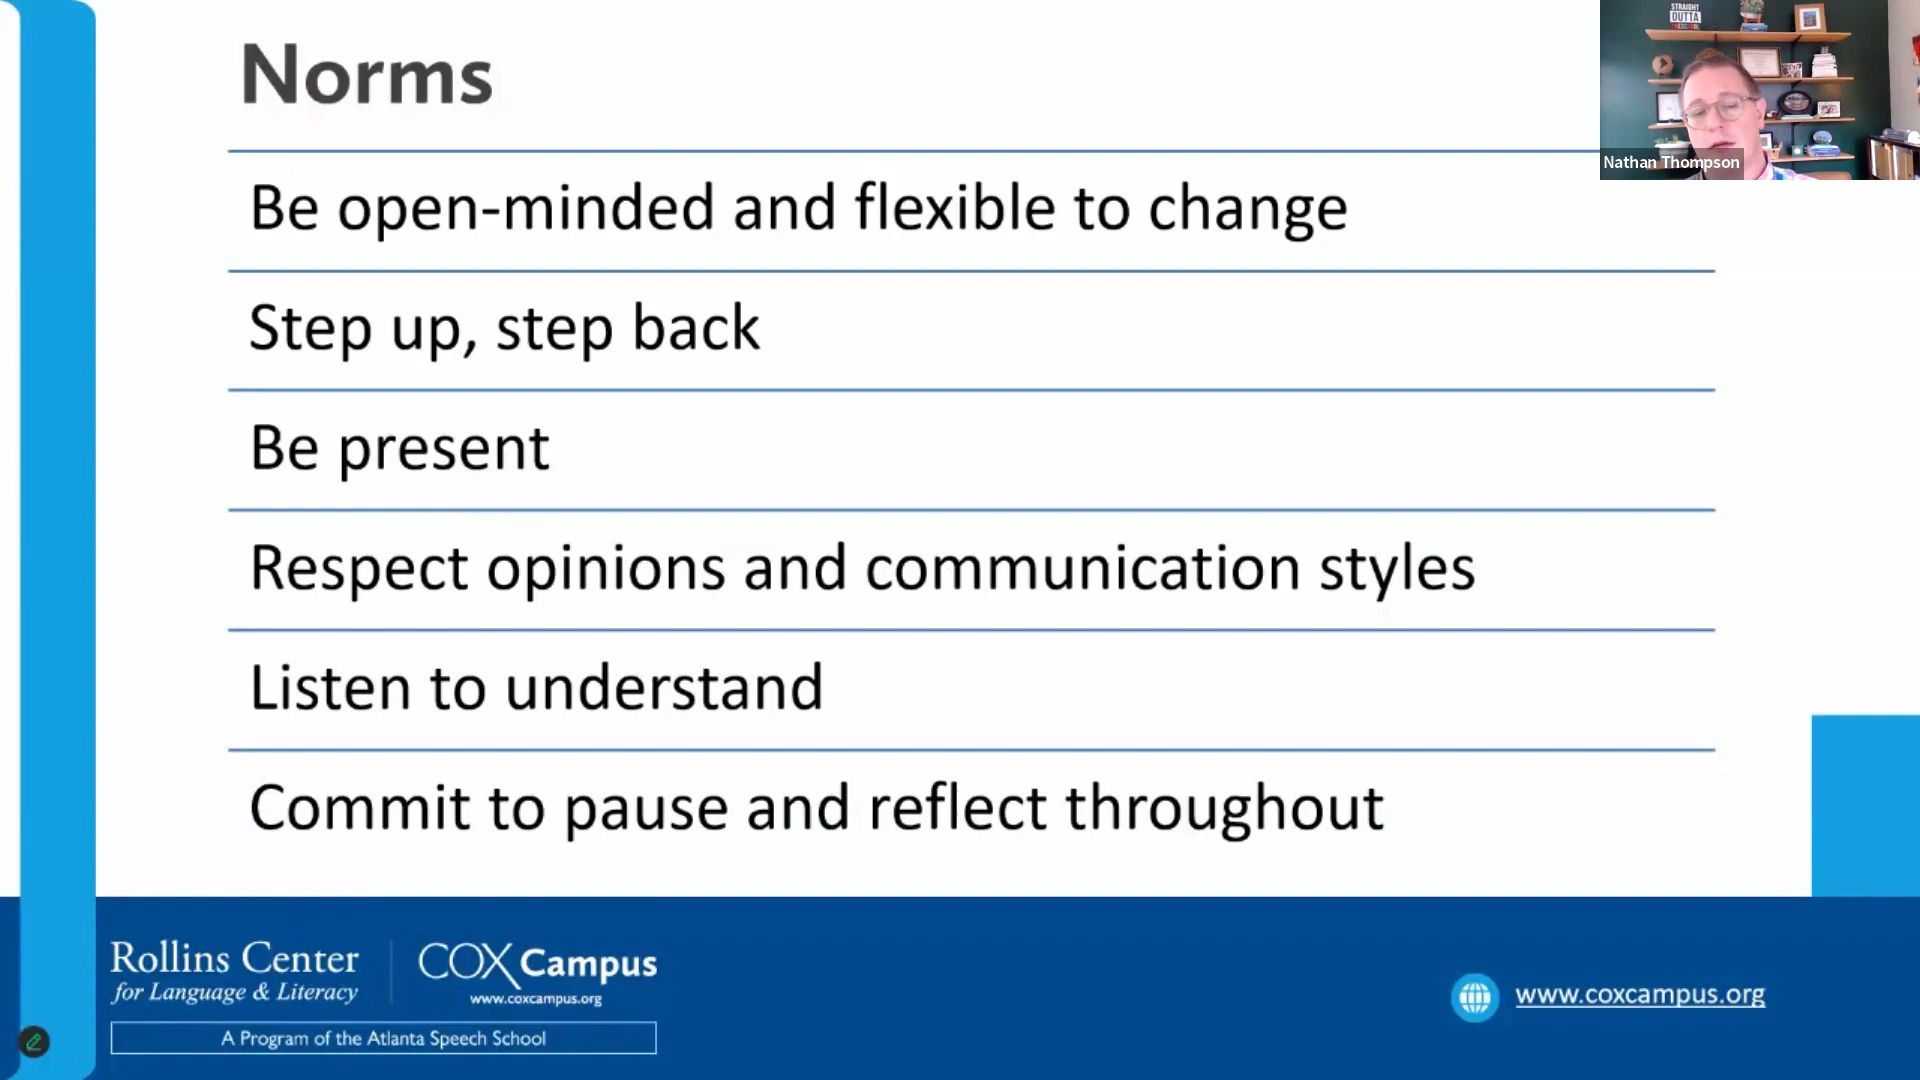 Norms
STRAIGHT
OUTTA
Nathan Thompson
Be open-minded and flexible to change
Step up, step back
Be present
Respect opinions and communication styles
Listen to understand
Commit to pause and reflect throughout
Rollins Center
for Language & Literacy
COX Campus
www.coxcampus.org
A Program of the Atlanta Speech School
www.coxcampus.org